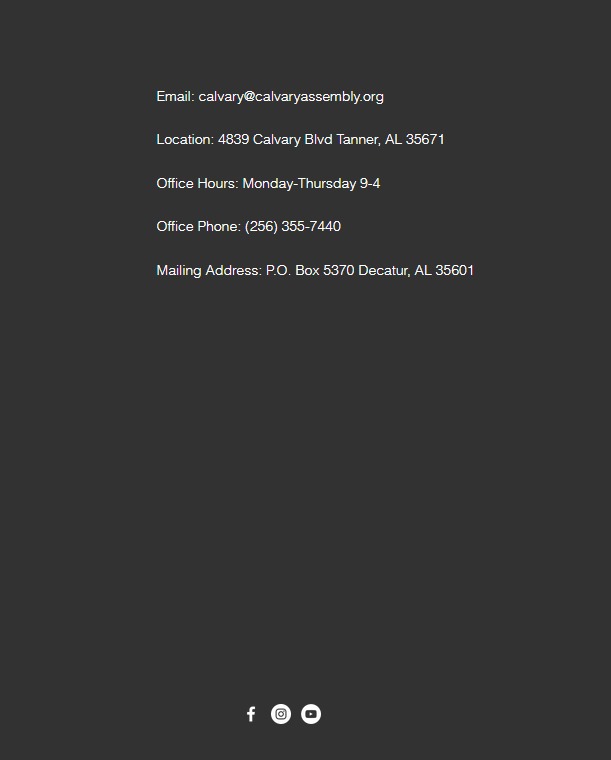 Email: calvary@calvaryassembly.org
Location: 4839 Calvary Blvd Tanner, AL 35671
Office Hours: Monday-Thursday 9-4
Office Phone: (256) 355-7440
Mailing Address: P.O. Box 5370 Decatur, AL 35601